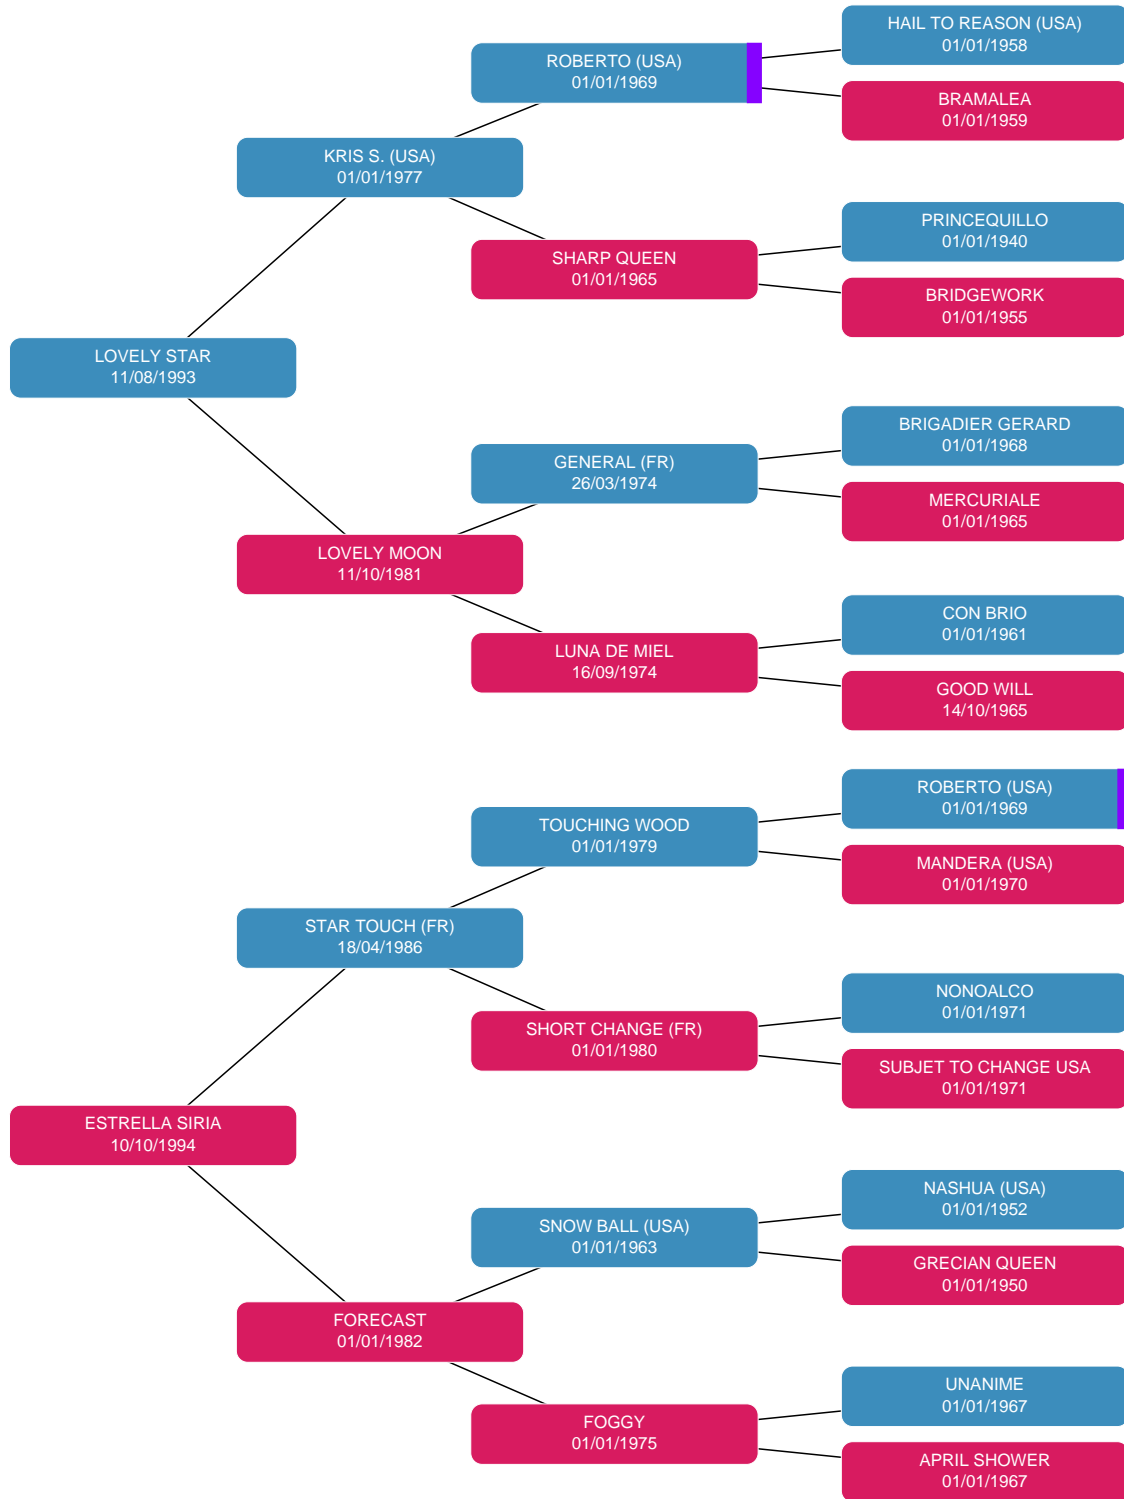 HAIL TO REASON (USA)
01/01/1958
ROBERTO (USA)
01/01/1969
BRAMALEA
01/01/1959
KRIS S. (USA)
01/01/1977
PRINCEQUILLO
01/01/1940
SHARP QUEEN
01/01/1965
BRIDGEWORK
01/01/1955
LOVELY STAR
11/08/1993
BRIGADIER GERARD
01/01/1968
GENERAL (FR)
26/03/1974
MERCURIALE
01/01/1965
LOVELY MOON
11/10/1981
CON BRIO
01/01/1961
LUNA DE MIEL
16/09/1974
GOOD WILL
14/10/1965
ROBERTO (USA)
01/01/1969
TOUCHING WOOD
01/01/1979
MANDERA (USA)
01/01/1970
STAR TOUCH (FR)
18/04/1986
NONOALCO
01/01/1971
SHORT CHANGE (FR)
01/01/1980
SUBJET TO CHANGE USA
01/01/1971
ESTRELLA SIRIA
10/10/1994
NASHUA (USA)
01/01/1952
SNOW BALL (USA)
01/01/1963
GRECIAN QUEEN
01/01/1950
FORECAST
01/01/1982
UNANIME
01/01/1967
FOGGY
01/01/1975
APRIL SHOWER
01/01/1967